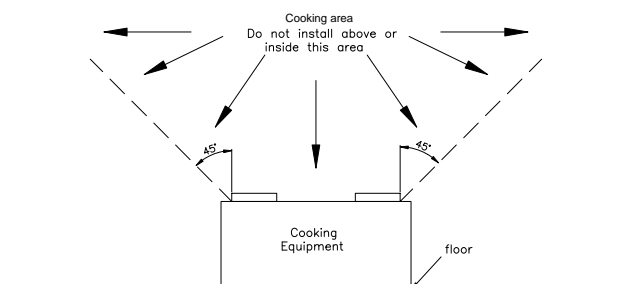 Cooking area
Do not install above or
inside this area
45°
45°
Cooking
Equipment
floor